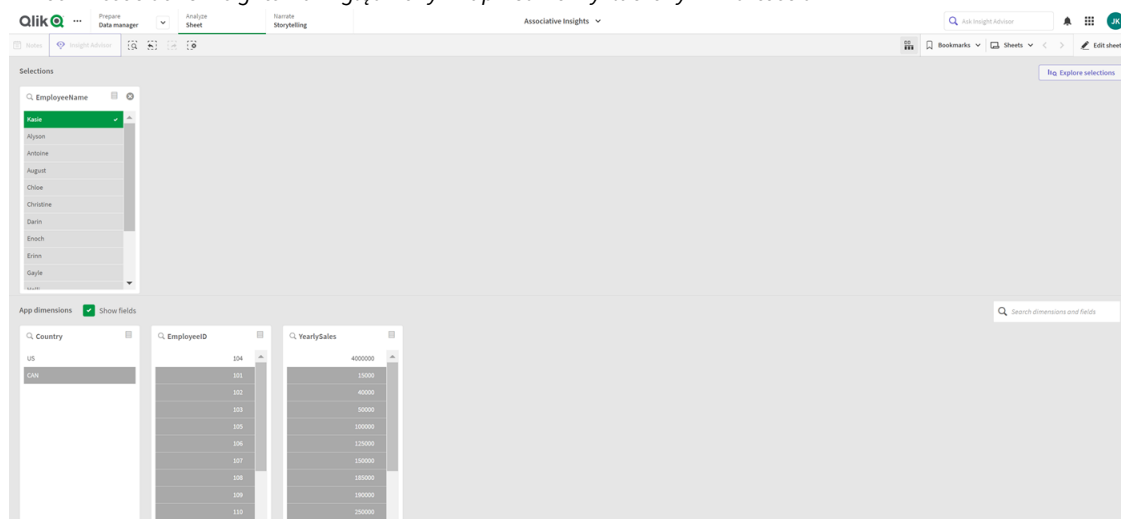 Qlik
Prepare
Data manager
Analyze
Sheet
Narrate
Storytelling
Associative Insights
Ask Insight Advisor
JK
Notes
Insight Advisor
Bookmarks
Sheets
Edit sheet
Selections
Explore selections
EmployeeName
Kasie
Alyson
Antoine
August
Chloe
Christine
Darin
Enoch
Erinn
Gayle
App dimensions
Show fields
Search dimensions and fields
Country
US
CAN
EmployeeID
104
101
102
103
105
106
107
108
109
110
YearlySales
4000000
15000
40000
50000
100000
125000
150000
185000
190000
250000